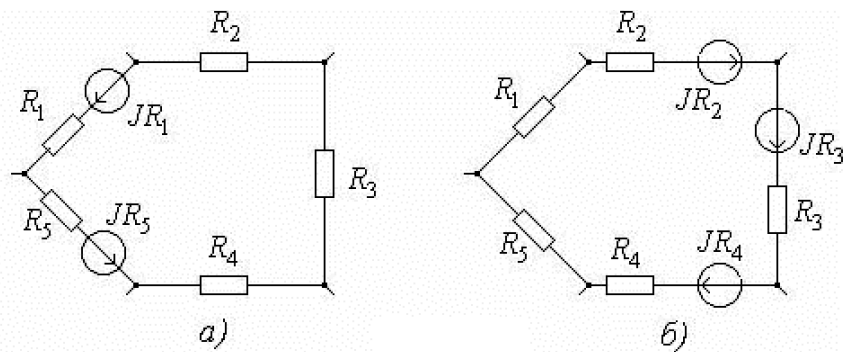 R₂
R₁
JR₁
R₃
R₅
JR₅
R₄
а)
R₂
JR₂
R₁
JR₃
R₃
R₅
R₄
JR₄
б)